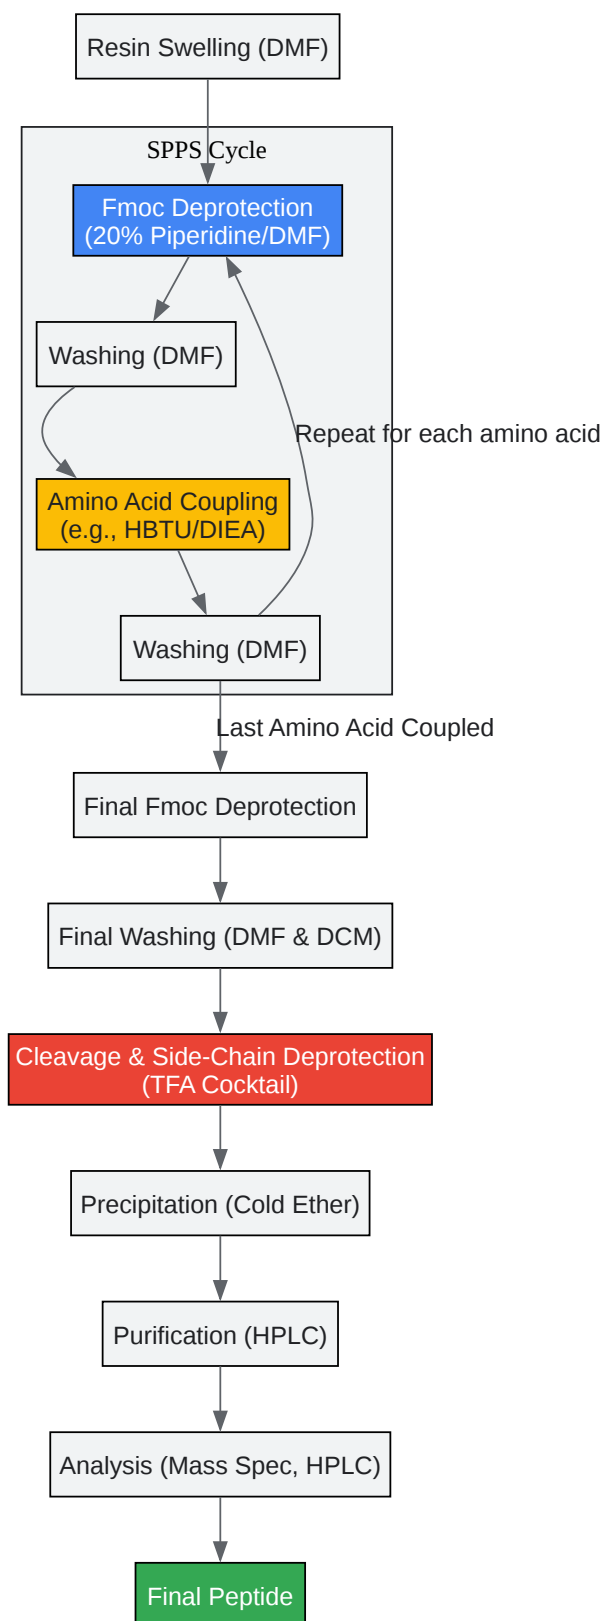 Resin Swelling (DMF)
SPPS Cycle
Fmoc Deprotection
(20% Piperidine/DMF)
Washing (DMF)
Repeat for each amino acid
Amino Acid Coupling
(e.g., HBTU/DIEA)
Washing (DMF)
Last Amino Acid Coupled
Final Fmoc Deprotection
Final Washing (DMF & DCM)
Cleavage & Side-Chain Deprotection
(TFA Cocktail)
Precipitation (Cold Ether)
Purification (HPLC)
Analysis (Mass Spec, HPLC)
Final Peptide